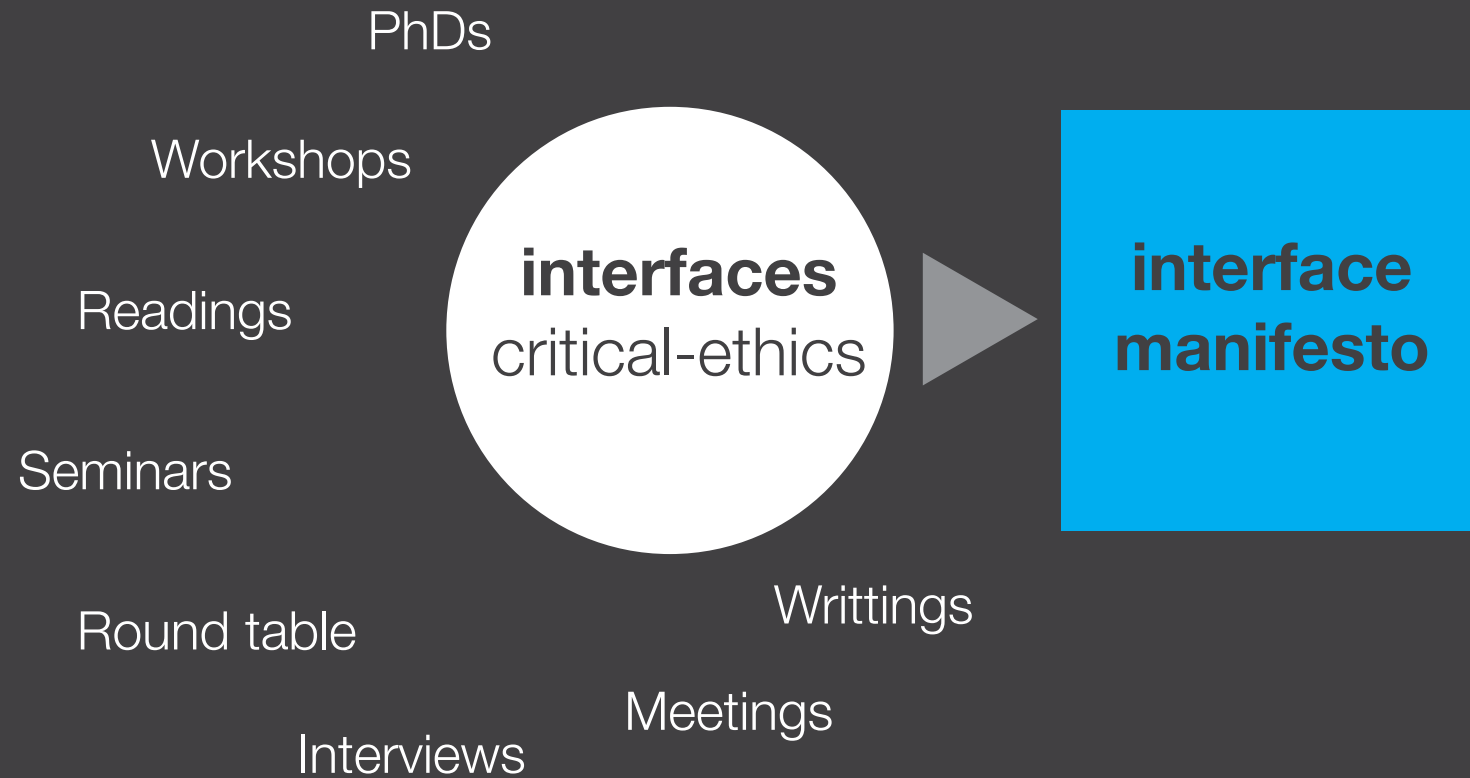 PhDs
Workshops
Readings
Seminars
Round table
Interviews
Meetings
Writtings
interfaces
critical-ethics
interface
manifesto